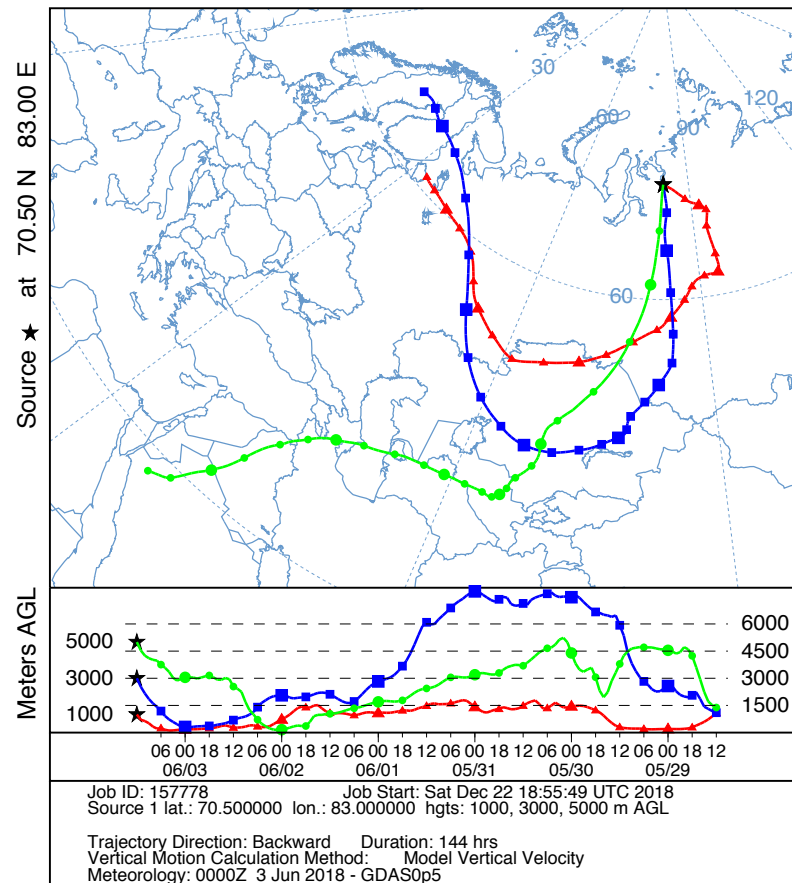 Source ★ at 70.50 N 83.00 E
30
60
90
120
60
Meters AGL
5000
3000
1000
6000
4500
3000
1500
06 00 18 12 06 00 18 12 06 00 18 12 06 00 18 12 06 00 18 12 06 00 18 12
06/03 06/02 06/01 05/31 05/30 05/29
Job ID: 157778 Job Start: Sat Dec 22 18:55:49 UTC 2018
Source 1 lat.: 70.500000 lon.: 83.000000 hgts: 1000, 3000, 5000 m AGL
Trajectory Direction: Backward Duration: 144 hrs
Vertical Motion Calculation Method: Model Vertical Velocity
Meteorology: 0000Z 3 Jun 2018 - GDAS0p5